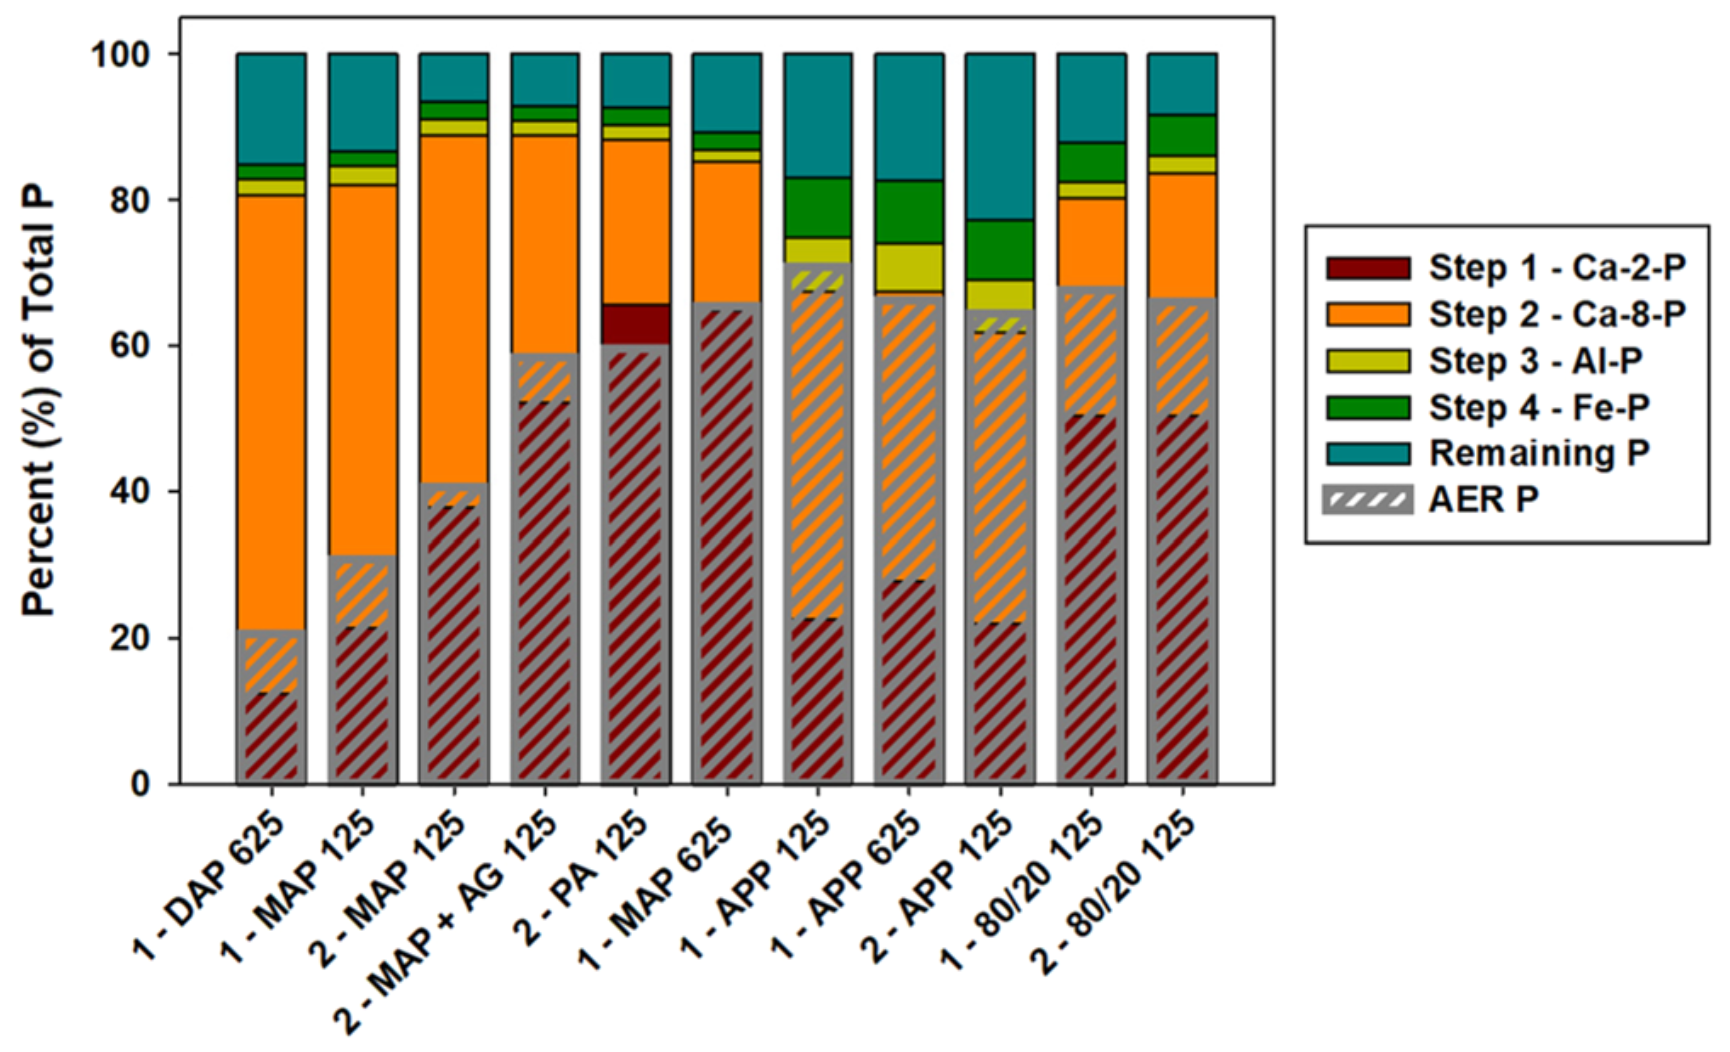 Percent (%) of Total P
100
80
60
40
20
0
1 - DAP 625
1 - MAP 125
2 - MAP 125
2 - MAP + AG 125
2 - PA 125
1 - MAP 625
1 - APP 125
1 - APP 625
2 - APP 125
1 - 80/20 125
2 - 80/20 125
Step 1 - Ca-2-P
Step 2 - Ca-8-P
Step 3 - Al-P
Step 4 - Fe-P
Remaining P
AER P